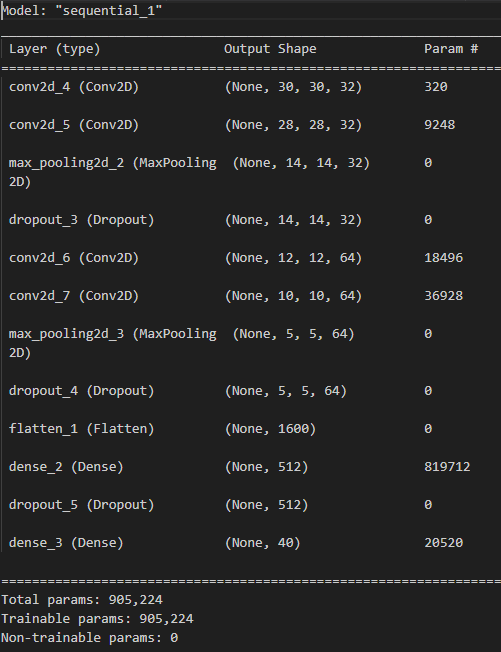 Model: "sequential_1"
_________________________________________________________________
Layer (type) Output Shape Param #
=================================================================
conv2d_4 (Conv2D) (None, 30, 30, 32) 320
conv2d_5 (Conv2D) (None, 28, 28, 32) 9248
max_pooling2d_2 (MaxPooling (None, 14, 14, 32) 0
2D)
dropout_3 (Dropout) (None, 14, 14, 32) 0
conv2d_6 (Conv2D) (None, 12, 12, 64) 18496
conv2d_7 (Conv2D) (None, 10, 10, 64) 36928
max_pooling2d_3 (MaxPooling (None, 5, 5, 64) 0
2D)
dropout_4 (Dropout) (None, 5, 5, 64) 0
flatten_1 (Flatten) (None, 1600) 0
dense_2 (Dense) (None, 512) 819712
dropout_5 (Dropout) (None, 512) 0
dense_3 (Dense) (None, 40) 20520
=================================================================
Total params: 905,224
Trainable params: 905,224
Non-trainable params: 0